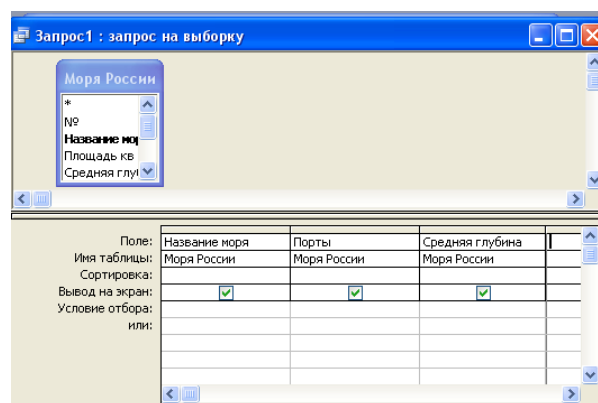 Запрос1 : запрос на выборку
Моря России
*
№
Название мо
Площадь кв
Средняя глу
Поле: Название моря Порты Средняя глубина
Имя таблицы: Моря России Моря России Моря России
Сортировка:
Вывод на экран:
Условие отбора:
или: